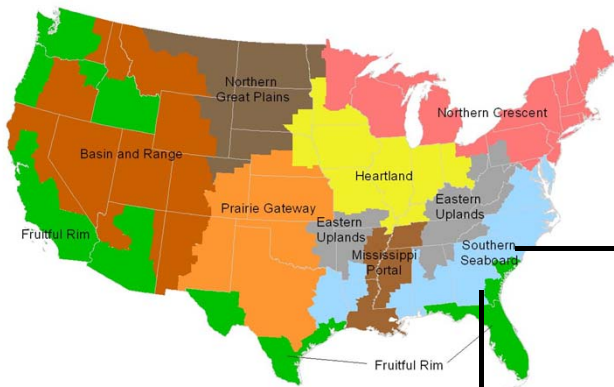 Northern
Great Plains
Northern Crescent
Basin and Range
Heartland
Prairie Gateway
Eastern
Uplands
Eastern
Uplands
Mississippi
Portal
Southern
Seaboard
Fruitful Rim
Fruitful Rim